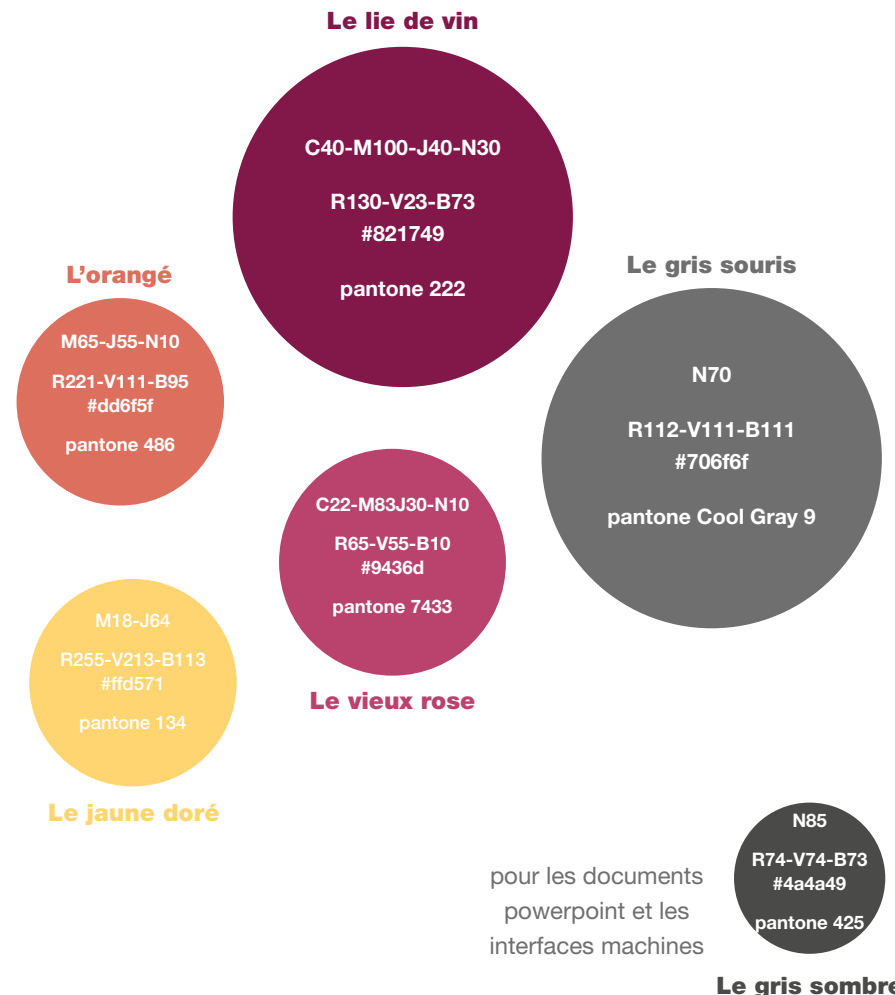 Le lie de vin
C40-M100-J40-N30
R130-V23-B73
#821749
pantone 222
L'orangé
M65-J55-N10
R221-V111-B95
#dd6f5f
pantone 486
Le gris souris
N70
R112-V111-B111
#706f6f
pantone Cool Gray 9
C22-M83J30-N10
R65-V55-B10
#9436d
pantone 7433
Le vieux rose
M18-J64
R255-V213-B113
#ffd571
pantone 134
Le jaune doré
pour les documents
powerpoint et les
interfaces machines
N85
R74-V74-B73
#4a4a49
pantone 425
Le gris sombre